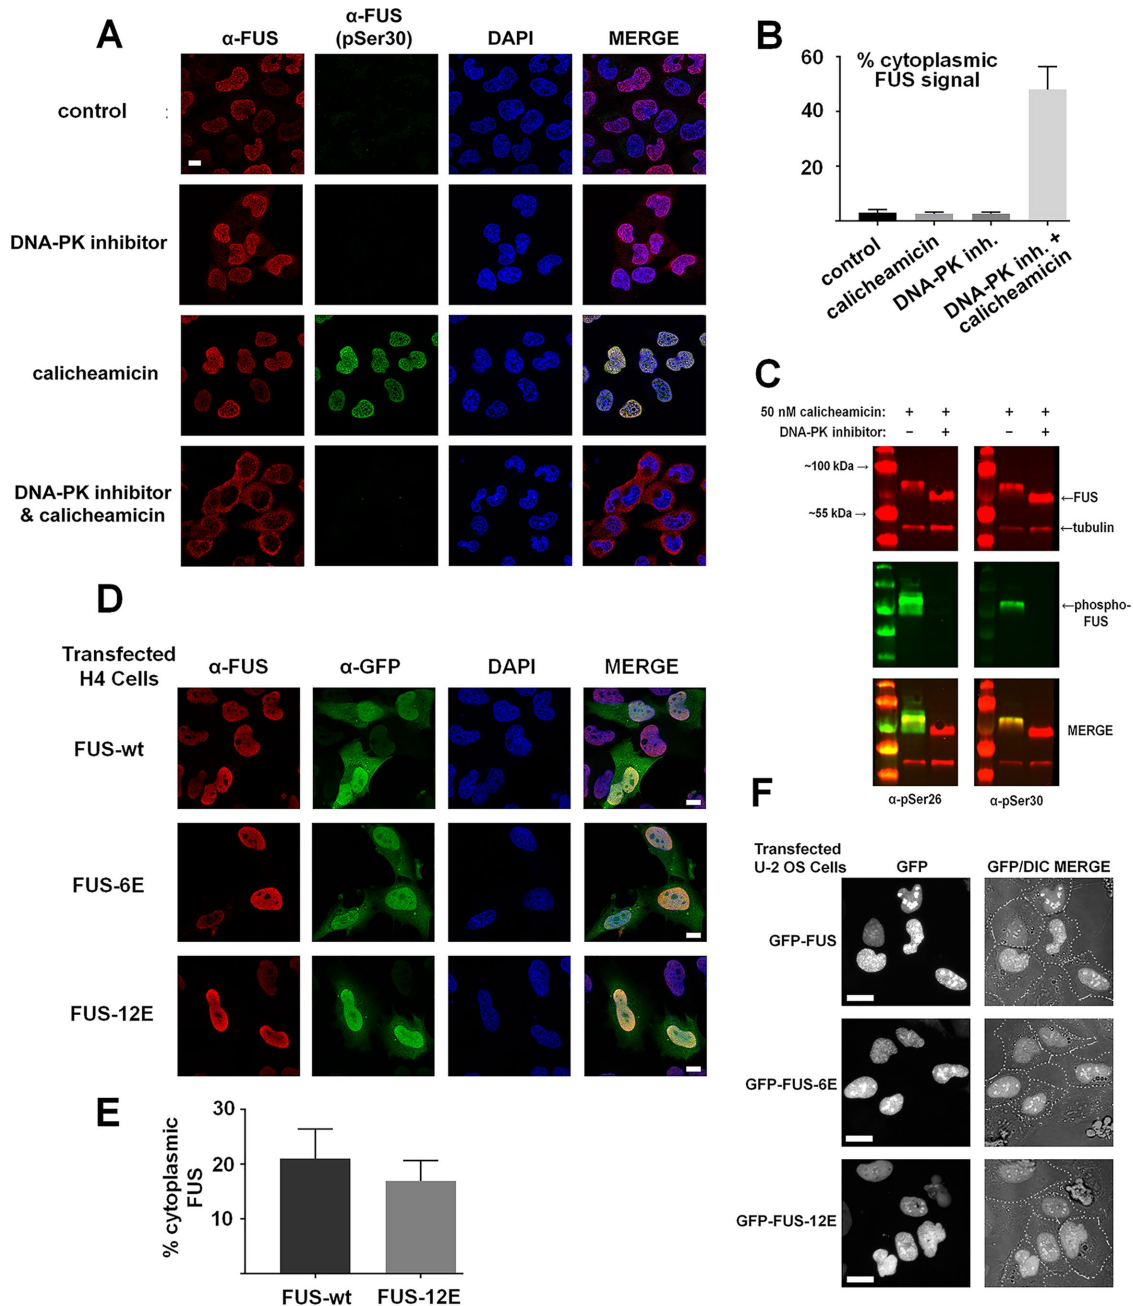 A
α-FUS
α-FUS
(pSer30)
DAPI
MERGE
control
:
DNA-PK inhibitor
calicheamicin
DNA-PK inhibitor
& calicheamicin
B
% cytoplasmic
FUS signal
60
40
20
control
calicheamicin
DNA-PK inh.
DNA-PK inh. +
calicheamicin
C
50 nM calicheamicin: + + + +
DNA-PK inhibitor: – + – +
~100 kDa →
~55 kDa →
←FUS
←tubulin
←phospho-
FUS
MERGE
α-pSer26
α-pSer30
D
Transfected
H4 Cells
α-FUS
α-GFP
DAPI
MERGE
FUS-wt
FUS-6E
FUS-12E
E
% cytoplasmic
FUS
30
20
10
FUS-wt
FUS-12E
F
Transfected
U-2 OS Cells
GFP
GFP/DIC MERGE
GFP-FUS
GFP-FUS-6E
GFP-FUS-12E